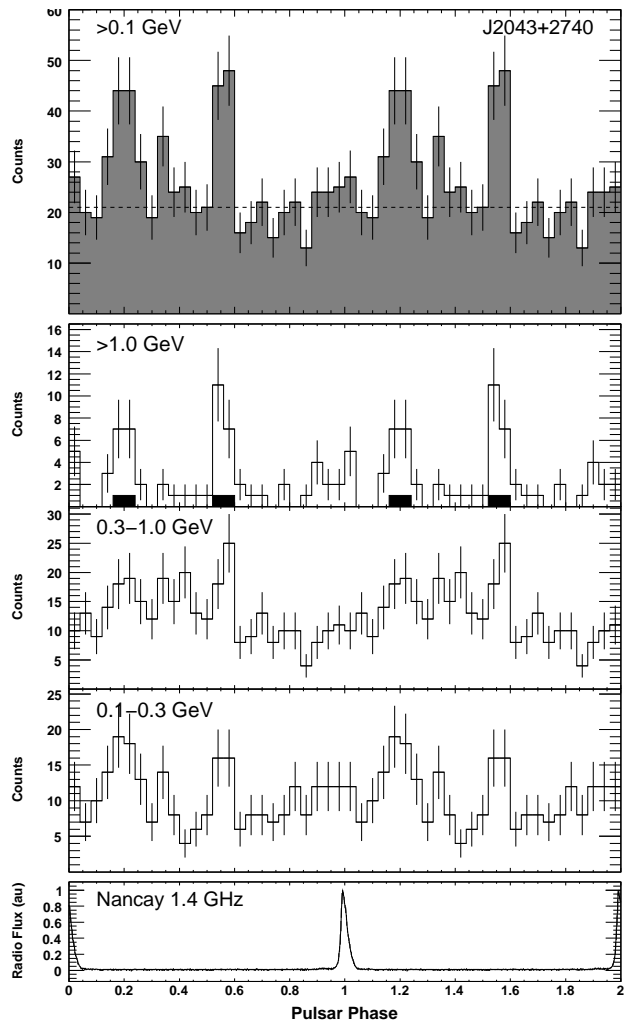 >0.1 GeV J2043+2740
60
50
40
30
20
10
Counts
>1.0 GeV
16
14
12
10
8
6
4
2
Counts
0.3−1.0 GeV
30
25
20
15
10
5
Counts
0.1−0.3 GeV
25
20
15
10
5
Counts
Nancay 1.4 GHz
1
0.8
0.6
0.4
0.2
0
Radio Flux (au)
0 0.2 0.4 0.6 0.8 1 1.2 1.4 1.6 1.8 2
Pulsar Phase